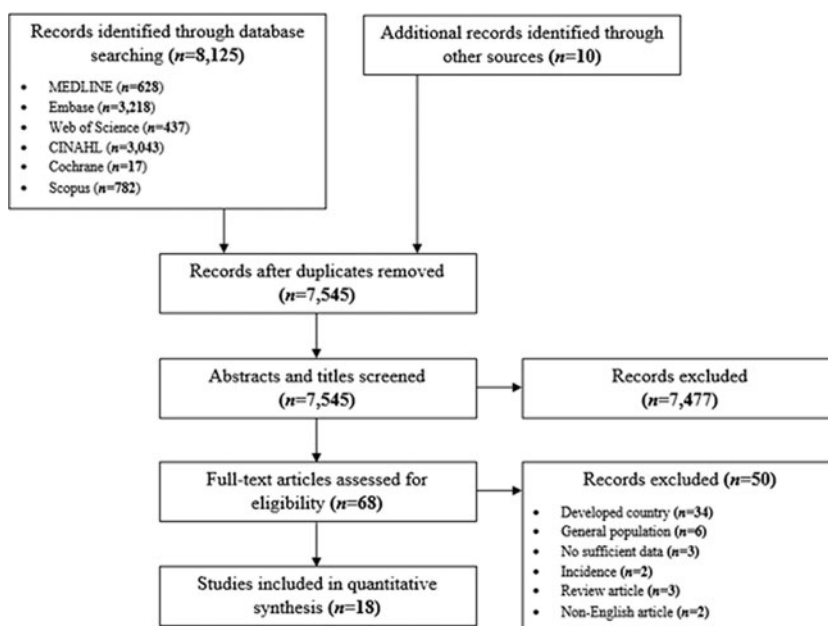 Records identified through database
searching (n=8,125)
• MEDLINE (n=628)
• Embase (n=3,218)
• Web of Science (n=437)
• CINAHL (n=3,043)
• Cochrane (n=17)
• Scopus (n=782)
Additional records identified through
other sources (n=10)
Records after duplicates removed
(n=7,545)
Abstracts and titles screened
(n=7,545)
Records excluded
(n=7,477)
Full-text articles assessed for
eligibility (n=68)
Records excluded (n=50)
• Developed country (n=34)
• General population (n=6)
• No sufficient data (n=3)
• Incidence (n=2)
• Review article (n=3)
• Non-English article (n=2)
Studies included in quantitative
synthesis (n=18)